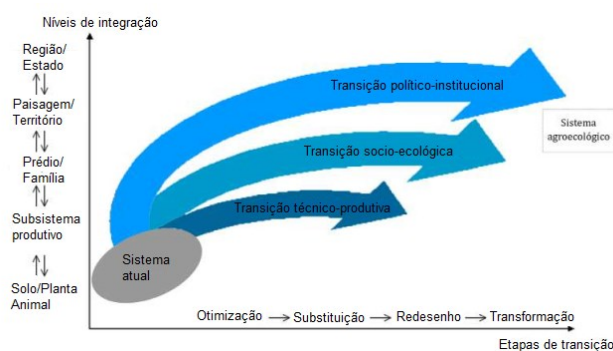 Níveis de integração
Região/
Estado
Paisagem/
Território
Prédio/
Família
Subsistema
produtivo
Solo/Planta
Animal
Transição político-institucional
Transição socio-ecológica
Transição técnico-produtiva
Sistema
atual
Sistema
agroecológico
Otimização
Substituição
Redesenho
Transformação
Etapas de transição